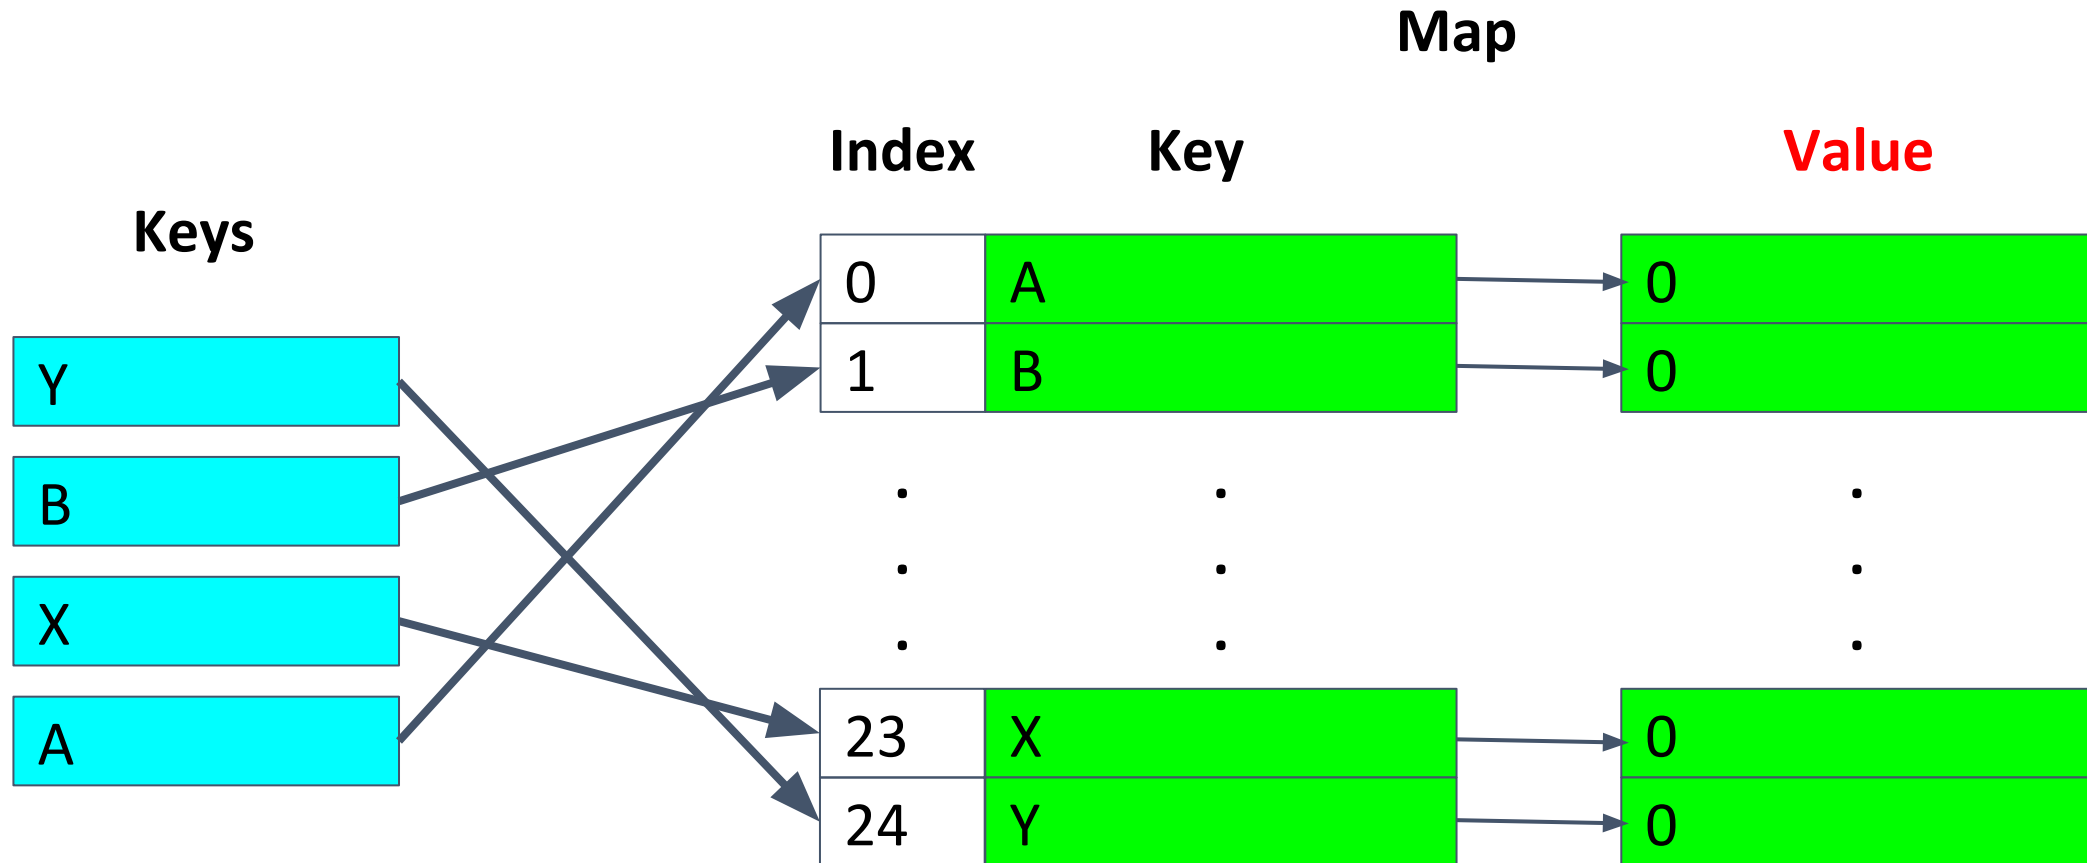 Map
Index Key Value
Keys
0 A 0
Y
1 B 0
B
. . .
. . .
X
. . .
A
23 X 0
24 Y 0